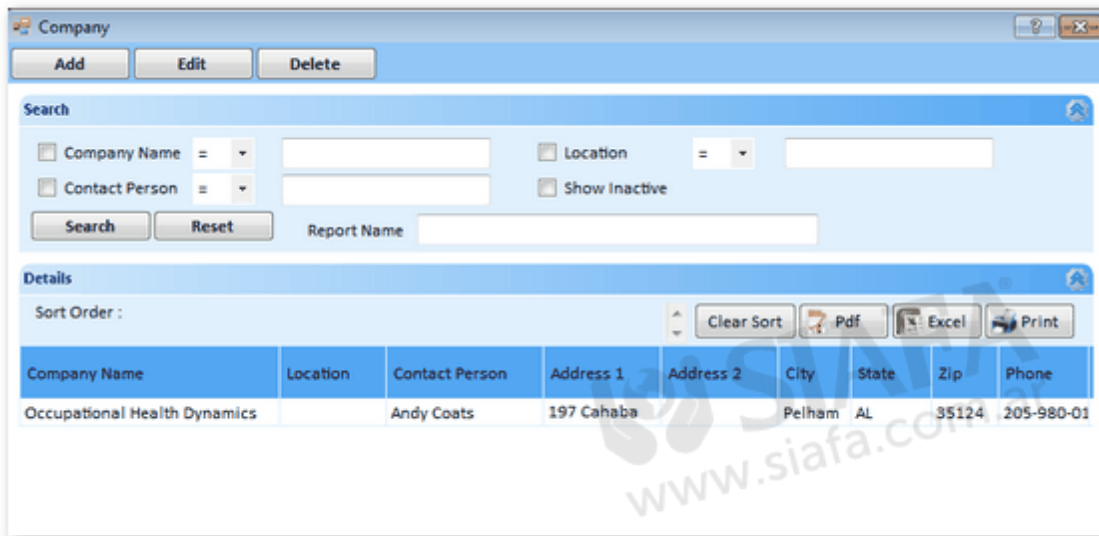 Company
Add Edit Delete
Search
Company Name = Location =
Contact Person = Show Inactive
Search Reset Report Name
Details
Sort Order :
Clear Sort Pdf Excel Print
Company Name Location Contact Person Address 1 Address 2 City State Zip Phone
Occupational Health Dynamics Andy Coats 197 Cahaba Pelham AL 35124 205-980-01
SIAFA
www.siafa.com.ar